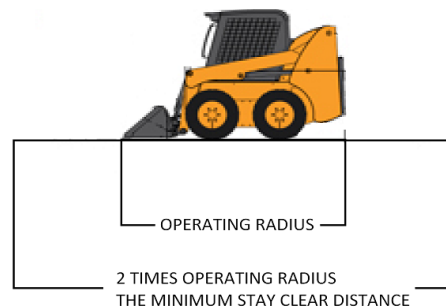 OPERATING RADIUS
2 TIMES OPERATING RADIUS
THE MINIMUM STAY CLEAR DISTANCE